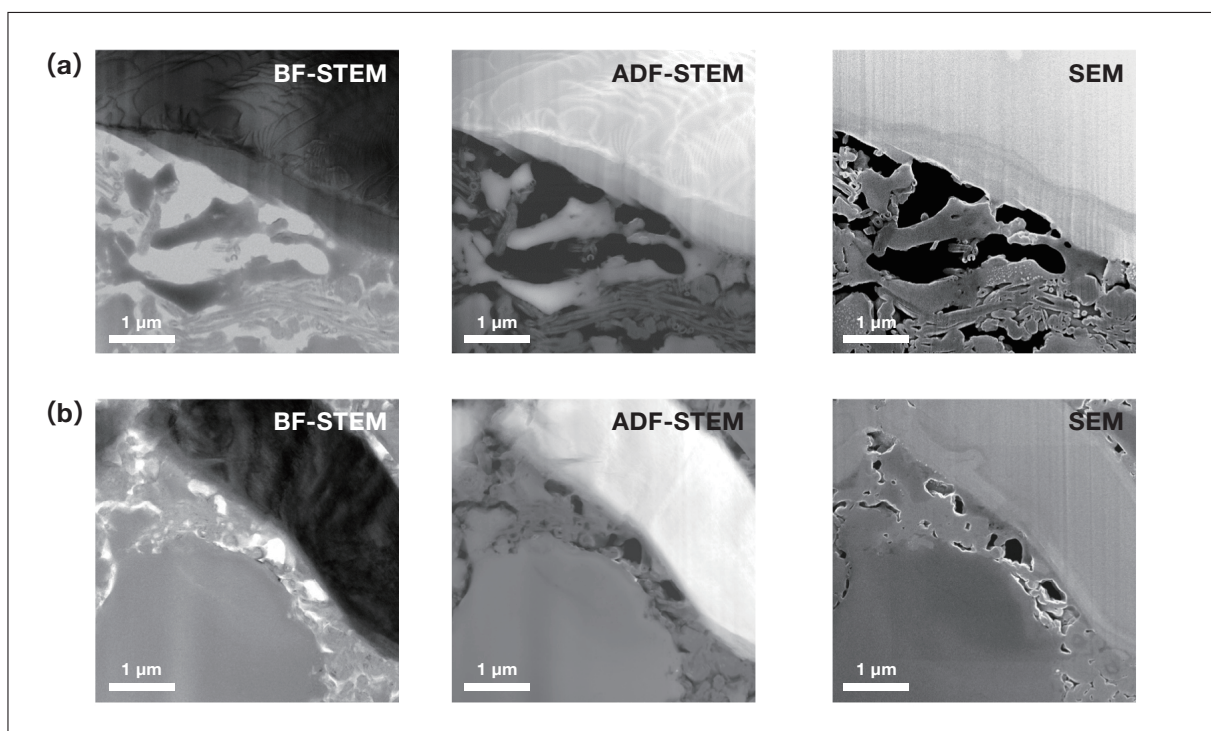 (a) BF-STEM ADF-STEM SEM
1 µm 1 µm 1 µm
(b) BF-STEM ADF-STEM SEM
1 µm 1 µm 1 µm